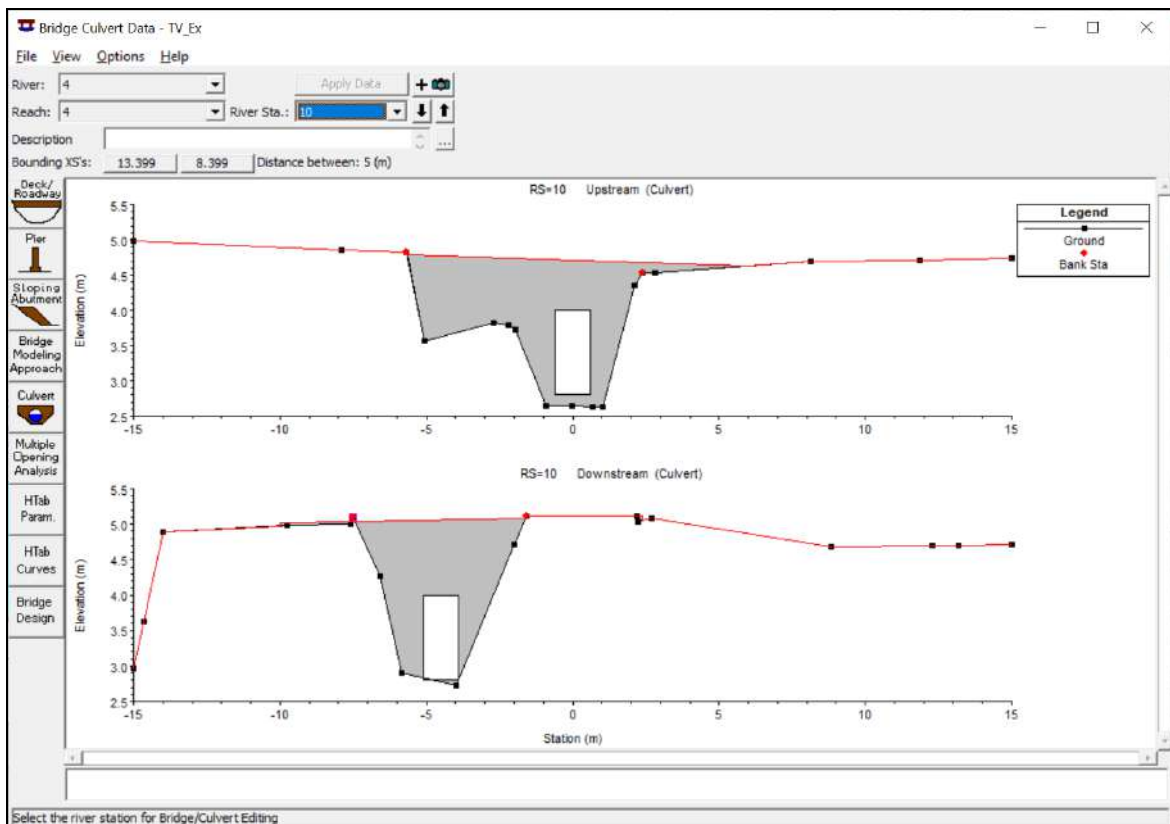 Bridge Culvert Data - TV_Ex
File View Options Help
River: 4 Apply Data +
Reach: 4 River Sta.: 10
Description ...
Bounding XS's: 13.399 8.399 Distance between: 5 (m)
Deck/
Roadway
Pier
Sloping
Abutment
Bridge
Modeling
Approach
Culvert
Multiple
Opening
Analysis
HTab
Param.
HTab
Curves
Bridge
Design
RS=10 Upstream (Culvert)
5.5
5.0
4.5
4.0
3.5
3.0
2.5
-15 -10 -5 0 5 10 15
Elevation (m)
Legend
Ground
Bank Sta
RS=10 Downstream (Culvert)
5.5
5.0
4.5
4.0
3.5
3.0
2.5
-15 -10 -5 0 5 10 15
Elevation (m)
Station (m)
Select the river station for Bridge/Culvert Editing